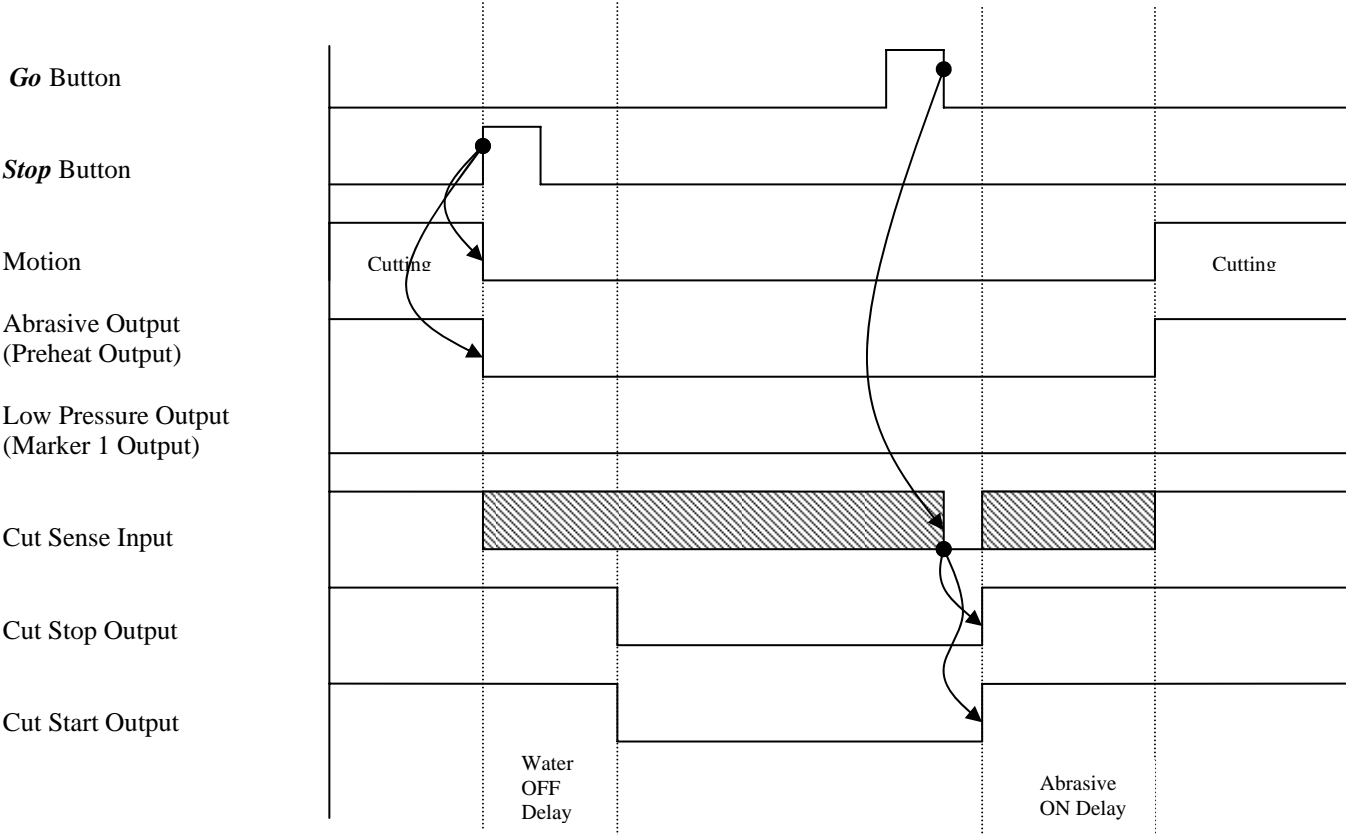 Go Button
Stop Button
Motion
Cutting
Cutting
Abrasive Output
(Preheat Output)
Low Pressure Output
(Marker 1 Output)
Cut Sense Input
Cut Stop Output
Cut Start Output
Water
OFF
Delay
Abrasive
ON Delay